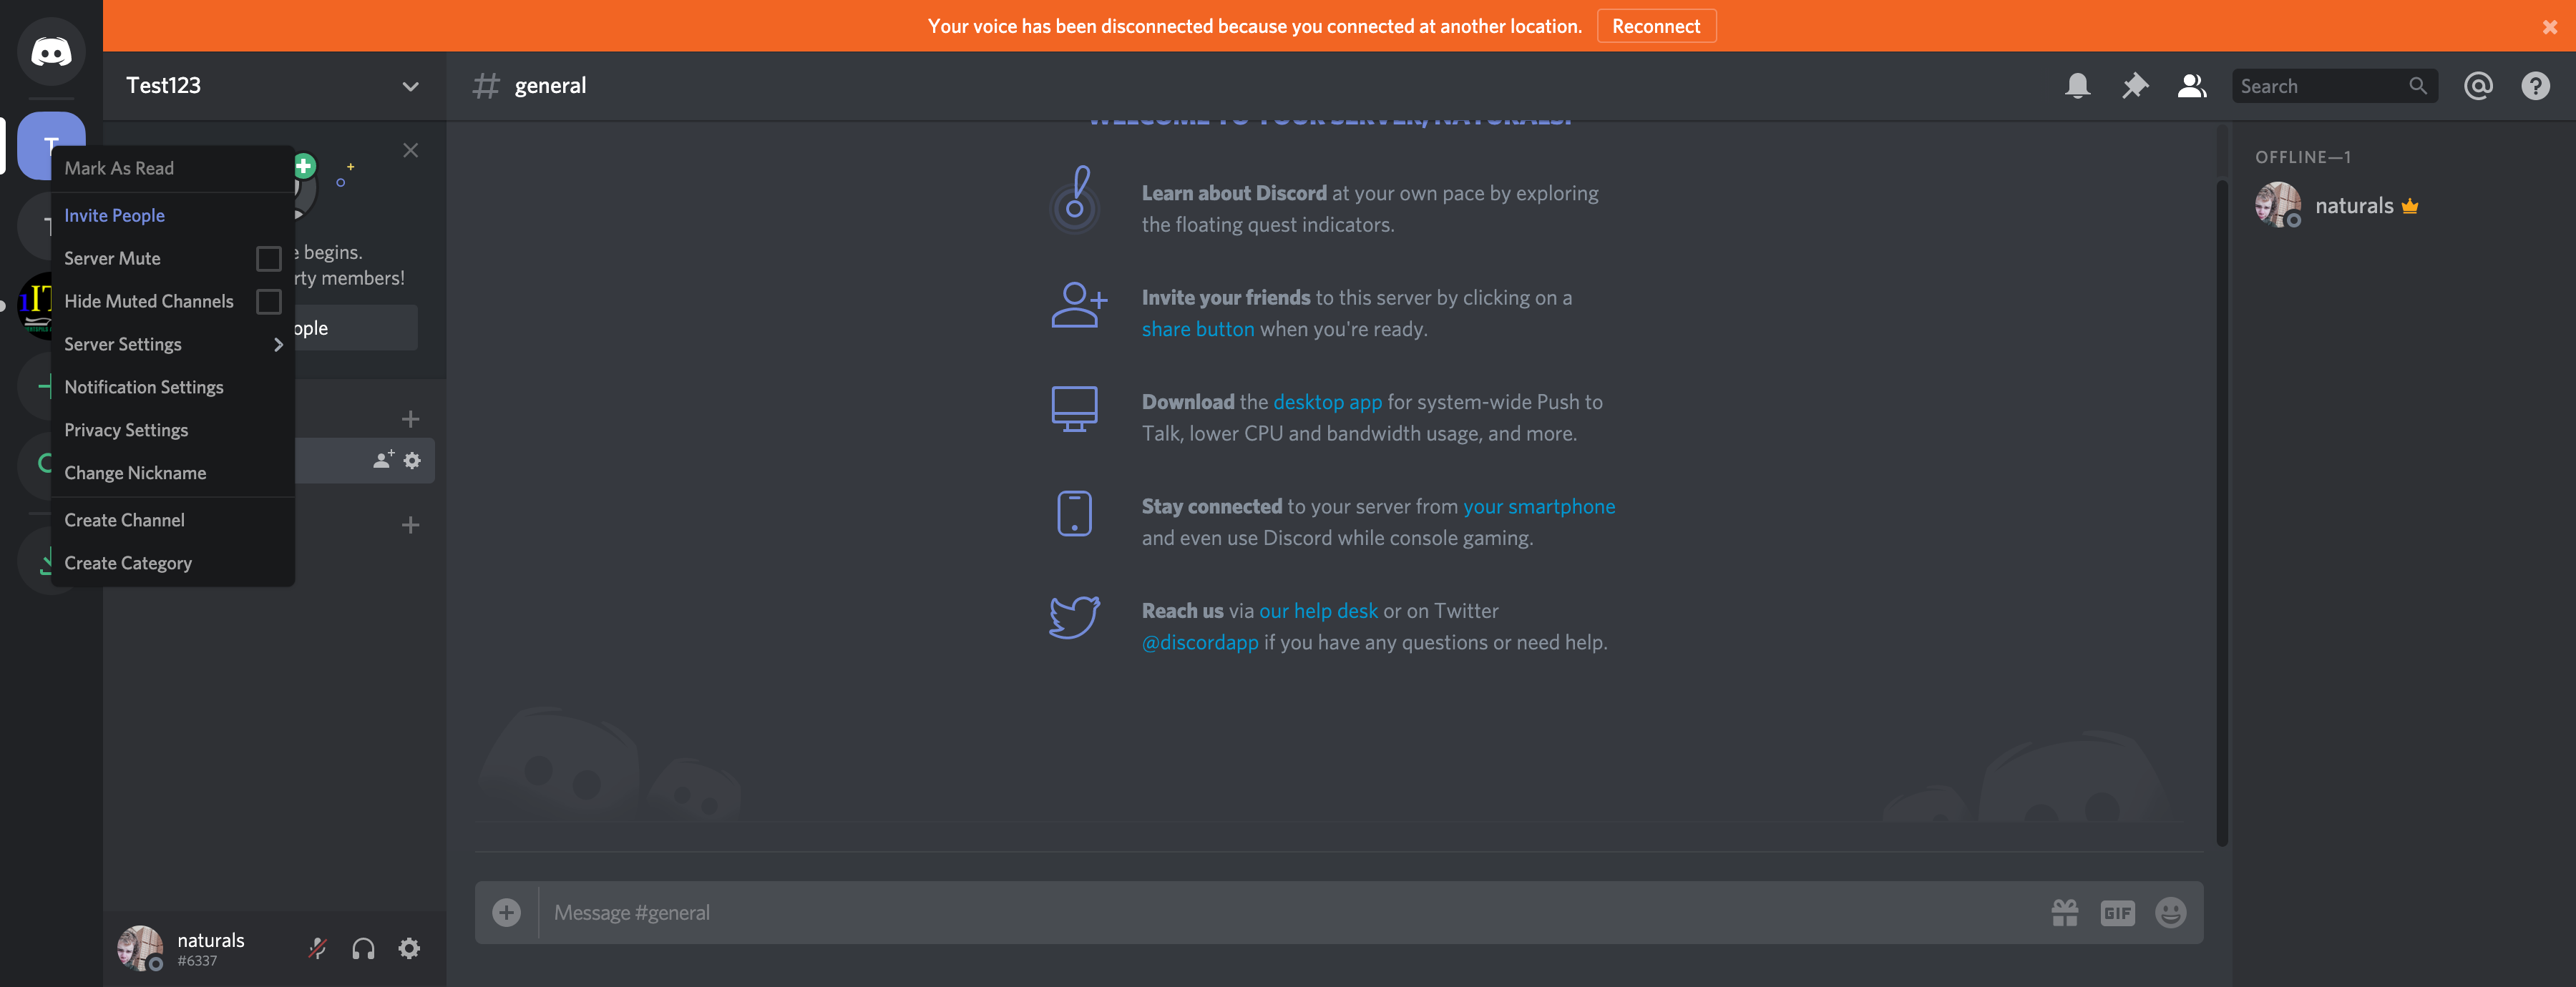 Your voice has been disconnected because you connected at another location. Reconnect
Test123
general
Search
T
Mark As Read
Invite People
Server Mute
Hide Muted Channels
Server Settings
Notification Settings
Privacy Settings
Change Nickname
Create Channel
Create Category
begins.
members!
WELCOME TO YOUR SERVER, NATURALS!
Learn about Discord at your own pace by exploring
the floating quest indicators.
Invite your friends to this server by clicking on a
share button when you're ready.
Download the desktop app for system-wide Push to
Talk, lower CPU and bandwidth usage, and more.
Stay connected to your server from your smartphone
and even use Discord while console gaming.
Reach us via our help desk or on Twitter
@discordapp if you have any questions or need help.
OFFLINE—1
naturals
Message #general
GIF
naturals
#6337